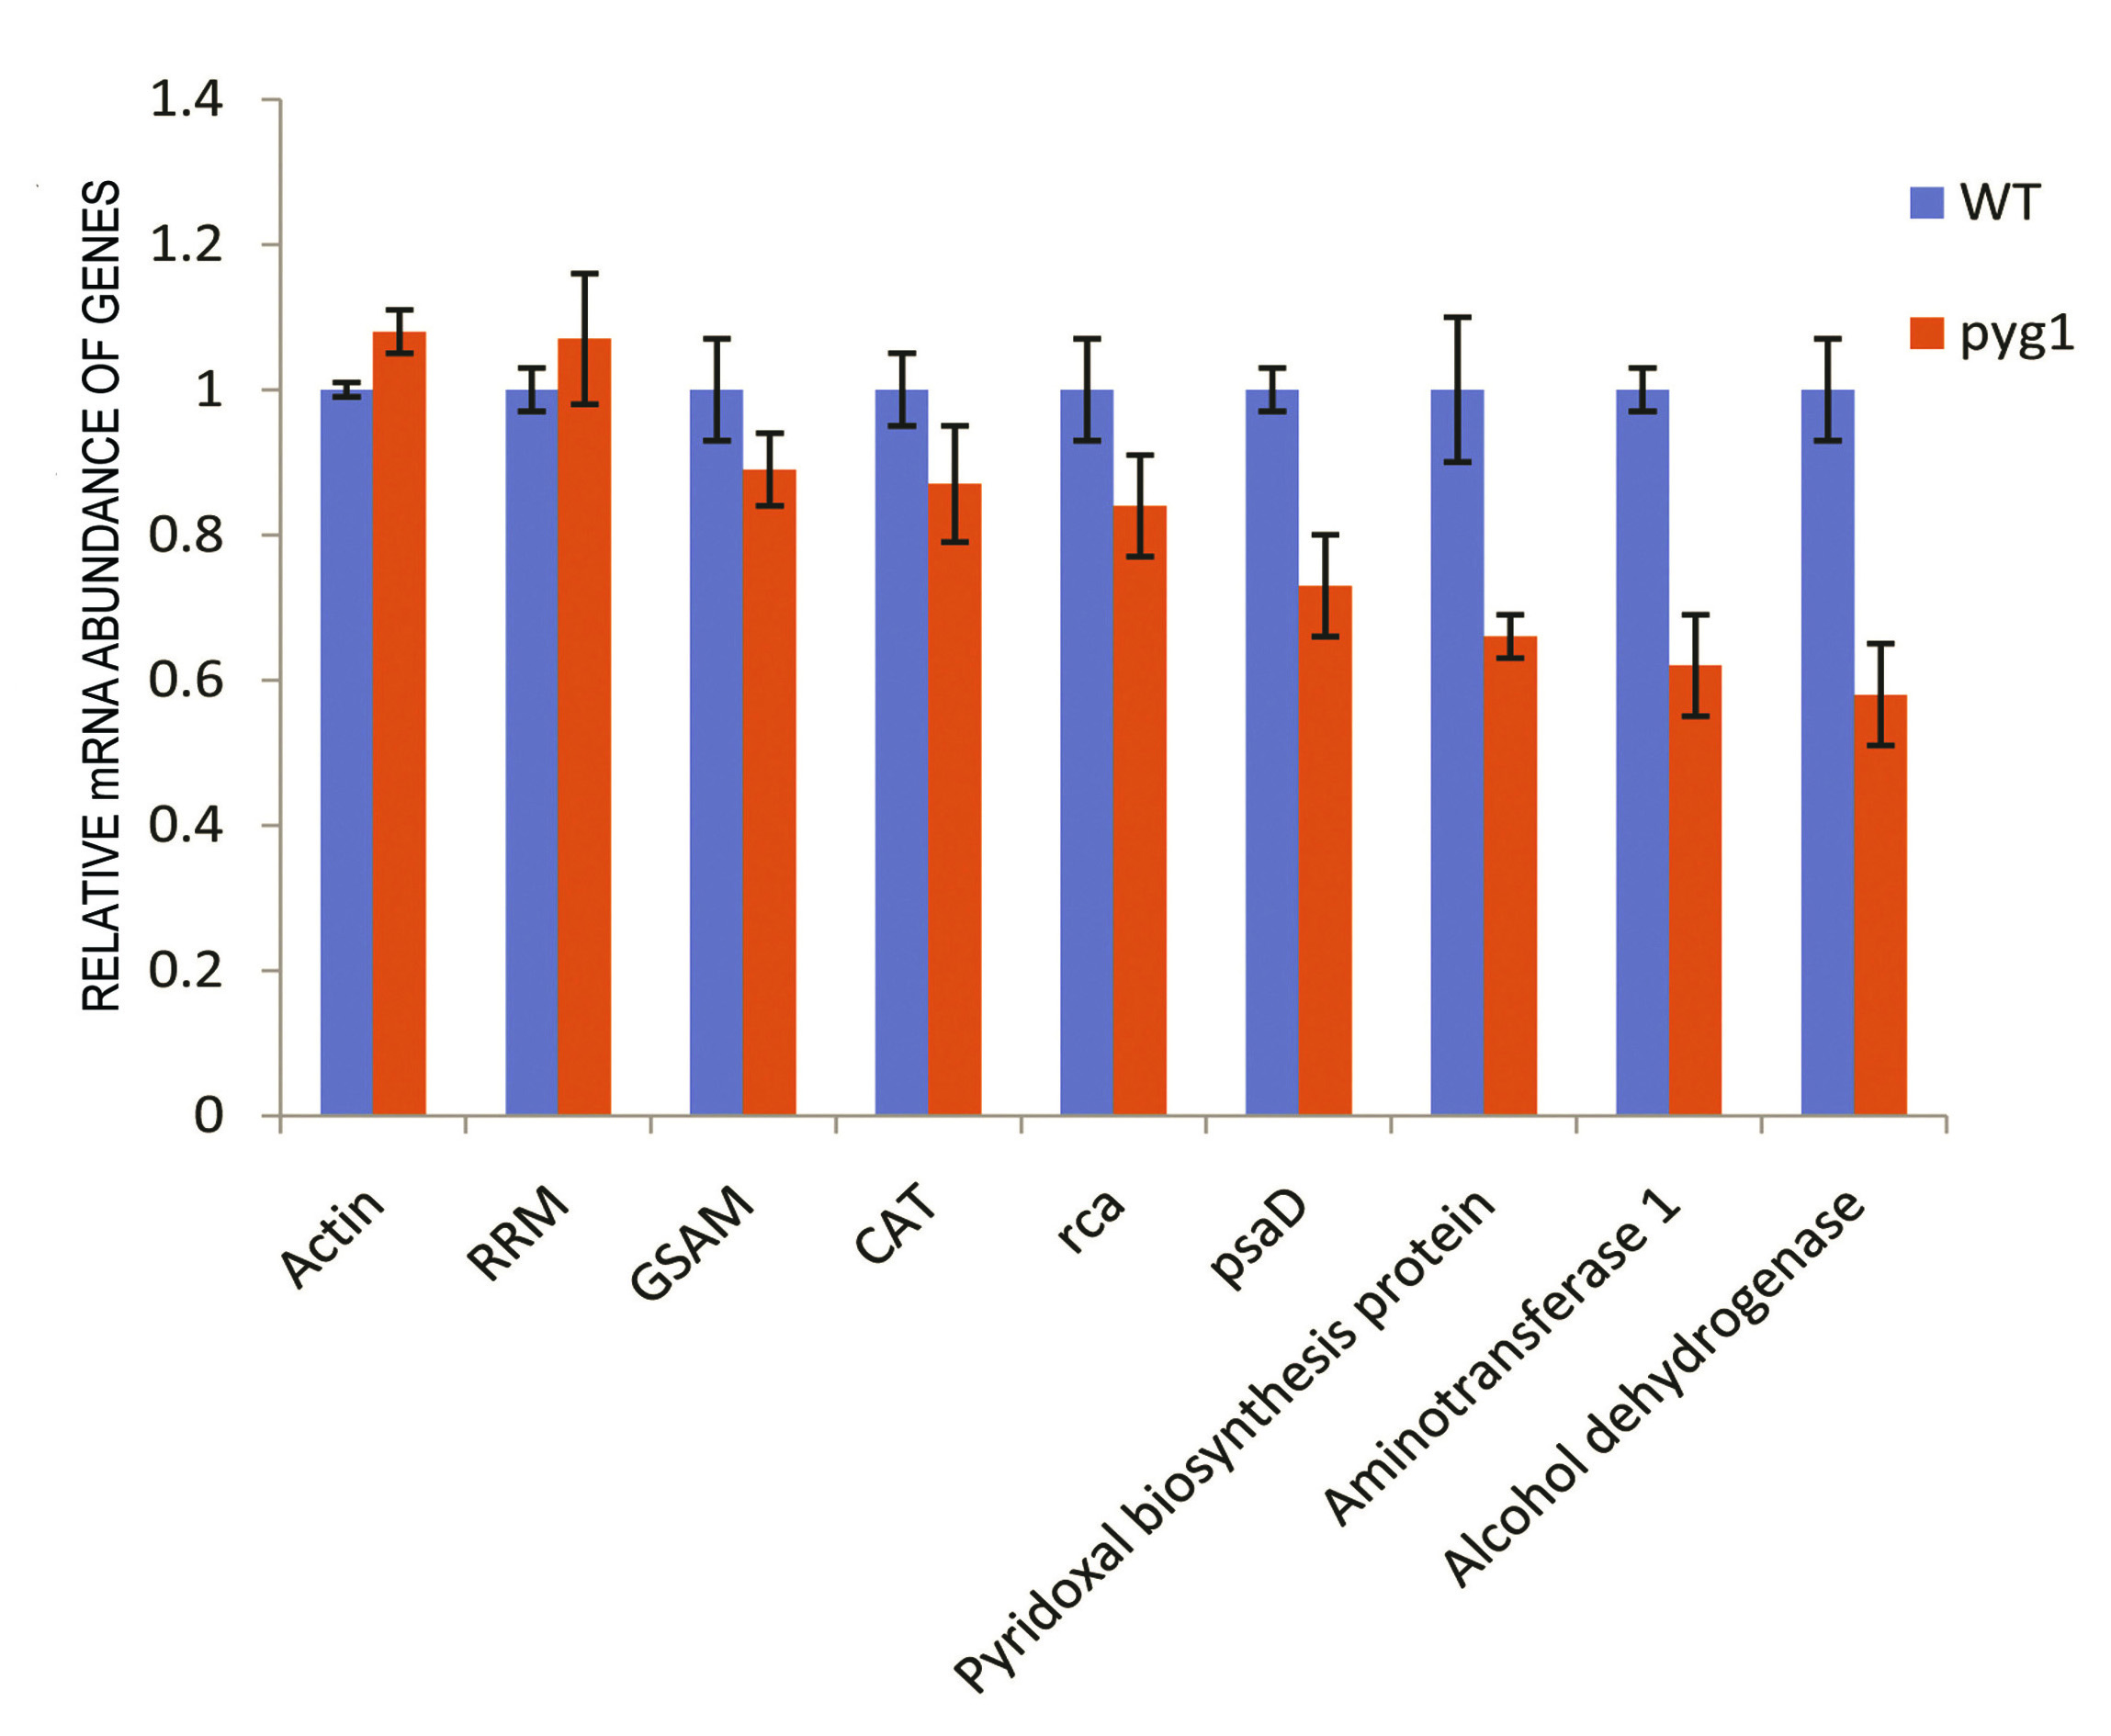 RELATIVE mRNA ABUNDANCE OF GENES
1.4
1.2
1
0.8
0.6
0.4
0.2
0
WT
pyg1
Actin
RRM
GSAM
CAT
rca
psaD
Pyridoxal biosynthesis protein
Aminotransferase 1
Alcohol dehydrogenase